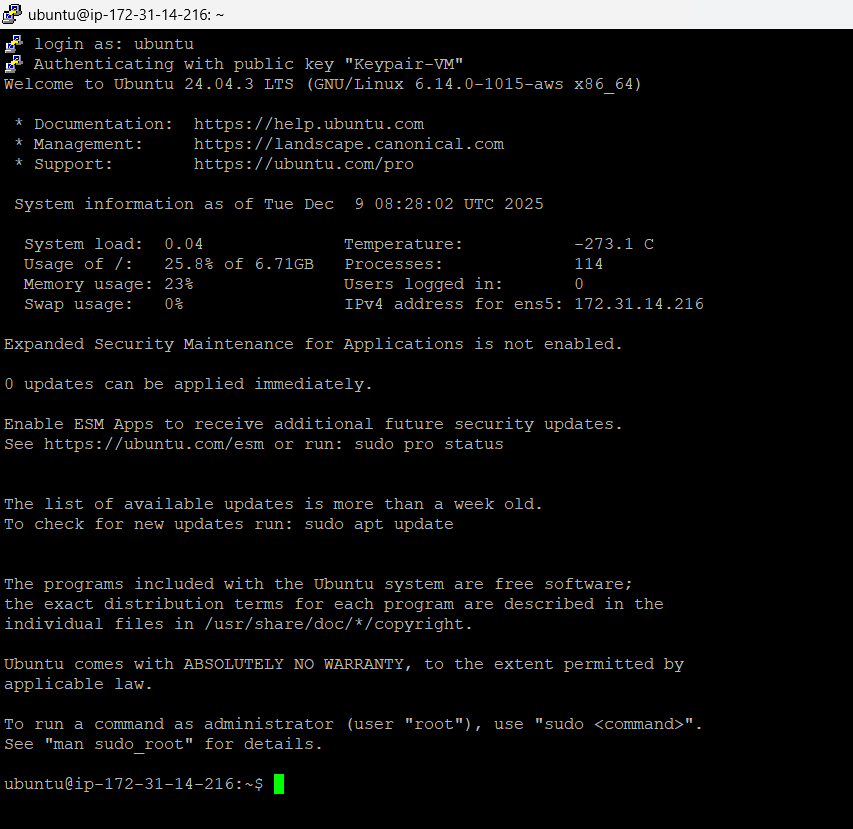 ubuntu@ip-172-31-14-216: ~
login as: ubuntu
Authenticating with public key "Keypair-VM"
Welcome to Ubuntu 24.04.3 LTS (GNU/Linux 6.14.0-1015-aws x86_64)
* Documentation:  https://help.ubuntu.com
* Management:     https://landscape.canonical.com
* Support:        https://ubuntu.com/pro
System information as of Tue Dec  9 08:28:02 UTC 2025
System load:  0.04              Temperature:           -273.1 C
Usage of /:   25.8% of 6.71GB   Processes:             114
Memory usage: 23%               Users logged in:       0
Swap usage:   0%                IPv4 address for ens5: 172.31.14.216
Expanded Security Maintenance for Applications is not enabled.
0 updates can be applied immediately.
Enable ESM Apps to receive additional future security updates.
See https://ubuntu.com/esm or run: sudo pro status
The list of available updates is more than a week old.
To check for new updates run: sudo apt update
The programs included with the Ubuntu system are free software;
the exact distribution terms for each program are described in the
individual files in /usr/share/doc/*/copyright.
Ubuntu comes with ABSOLUTELY NO WARRANTY, to the extent permitted by
applicable law.
To run a command as administrator (user "root"), use "sudo <command>".
See "man sudo_root" for details.
ubuntu@ip-172-31-14-216:~$